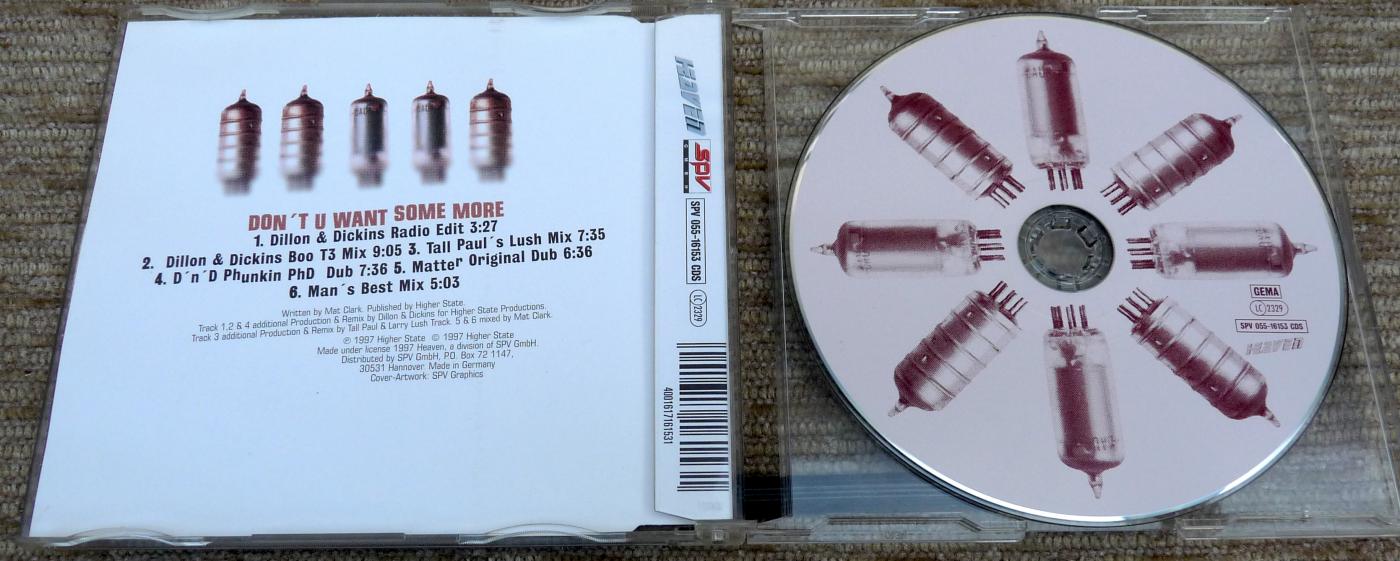 DON´T U WANT SOME MORE
1. Dillon & Dickins Radio Edit 3:27
2. Dillon & Dickins Boo T3 Mix 9:05 3. Tall Paul´s Lush Mix 7:35
4. D´n´D Phunkin PhD Dub 7:36 5. Matter Original Dub 6:36
6. Man´s Best Mix 5:03
Written by Mat Clark. Published by Higher State.
Track 1,2 & 4 additional Production & Remix by Dillon & Dickins for Higher State Productions.
Track 3 additional Production & Remix by Tall Paul & Larry Lush Track. 5 & 6 mixed by Mat Clark.
℗ 1997 Higher State © 1997 Higher State
Made under license 1997 Heaven, a division of SPV GmbH.
Distributed by SPV GmbH, P.O. Box 72 1147,
30531 Hannover. Made in Germany
Cover-Artwork: SPV Graphics
HEAVEN
SPV
SPV 055-16153 CDS
LC 2329
4001617161531
GEMA
LC 2329
SPV 055-16153 CDS
HEAVEN